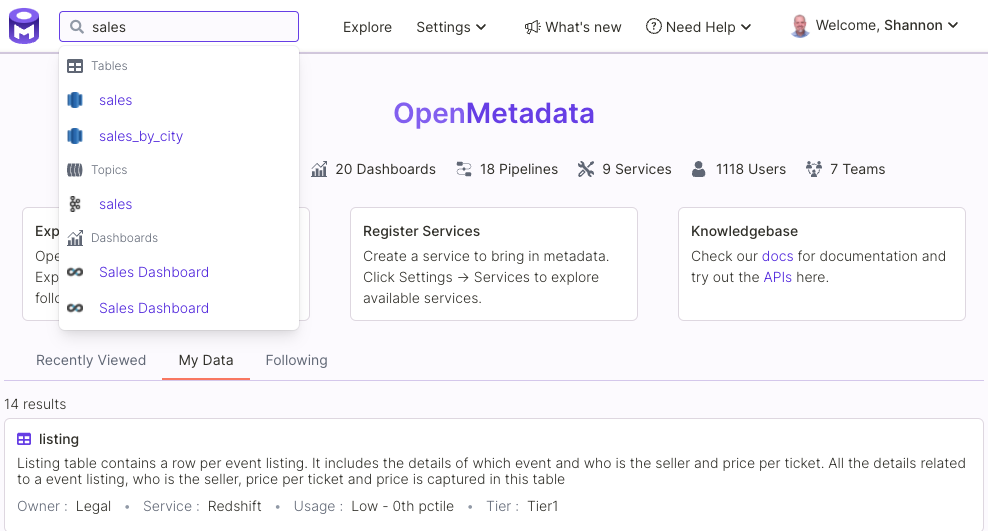 sales
Explore
Settings
What's new
Need Help
Welcome, Shannon
Tables
sales
sales_by_city
Topics
sales
Dashboards
Sales Dashboard
Sales Dashboard
OpenMetadata
20 Dashboards
18 Pipelines
9 Services
1118 Users
7 Teams
Register Services
Create a service to bring in metadata.
Click Settings → Services to explore
available services.
Knowledgebase
Check our docs for documentation and
try out the APIs here.
Recently Viewed
My Data
Following
14 results
listing
Listing table contains a row per event listing. It includes the details of which event and who is the seller and price per ticket. All the details related
to a event listing, who is the seller, price per ticket and price is captured in this table
Owner : Legal • Service : Redshift • Usage : Low - 0th pctile • Tier : Tier1